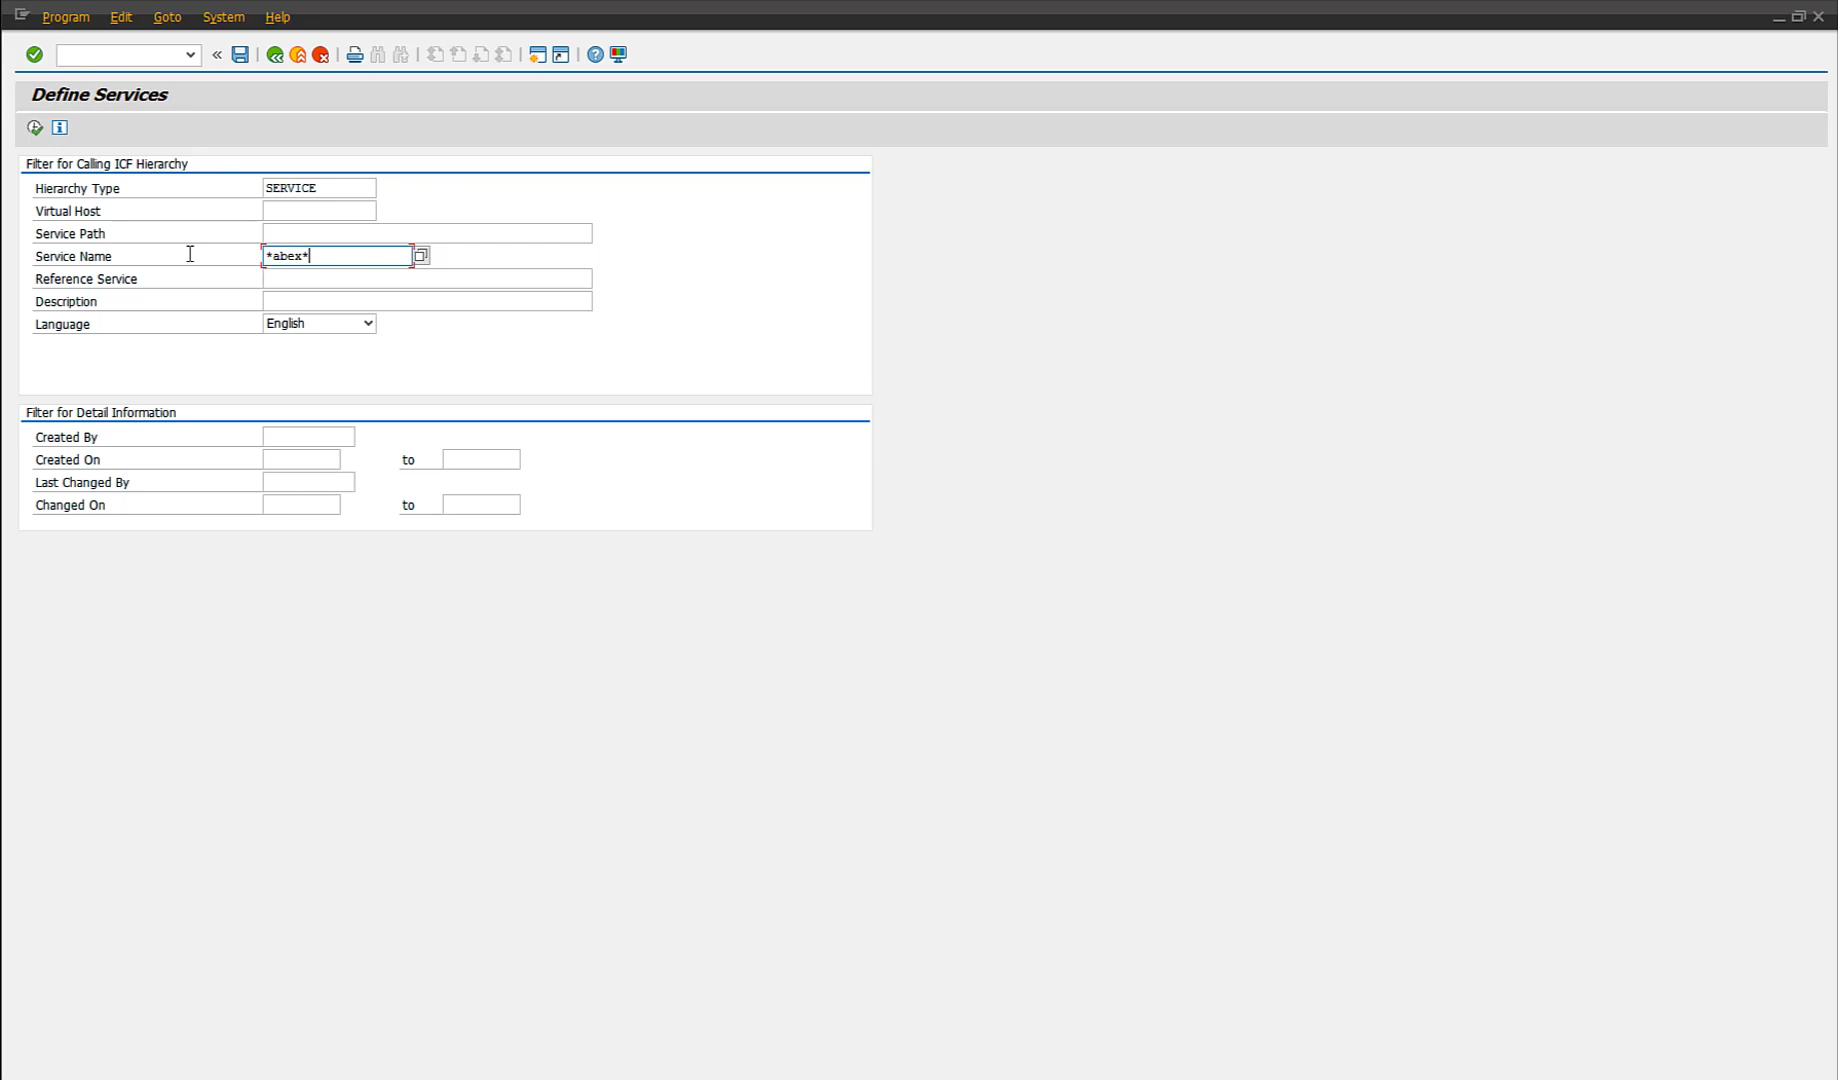 Program Edit Goto System Help
Define Services
Filter for Calling ICF Hierarchy
Hierarchy Type SERVICE
Virtual Host
Service Path
Service Name *abex*
Reference Service
Description
Language English
Filter for Detail Information
Created By
Created On to
Last Changed By
Changed On to